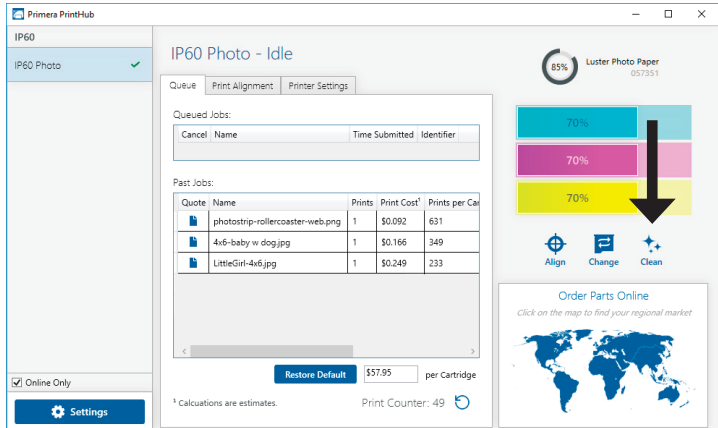 Primera PrintHub
IP60
IP60 Photo
IP60 Photo - Idle
Queue Print Alignment Printer Settings
Queued Jobs:
Cancel Name Time Submitted Identifier
Past Jobs:
Quote Name Prints Print Cost¹ Prints per Car
photostrip-rollercoaster-web.png 1 $0.092 631
4x6-baby w dog.jpg 1 $0.166 349
LittleGirl-4x6.jpg 1 $0.249 233
Restore Default $57.95 per Cartridge
¹ Calcuations are estimates. Print Counter: 49
Online Only
Settings
85% Luster Photo Paper
057351
70%
70%
70%
Align Change Clean
Order Parts Online
Click on the map to find your regional market